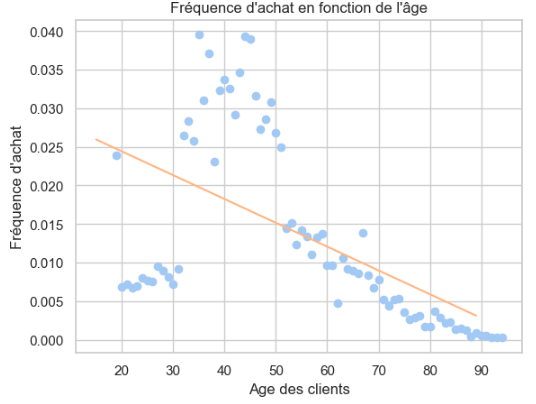 Fréquence d'achat en fonction de l'âge
0.040
0.035
0.030
0.025
0.020
0.015
0.010
0.005
0.000
Fréquence d'achat
20 30 40 50 60 70 80 90
Age des clients